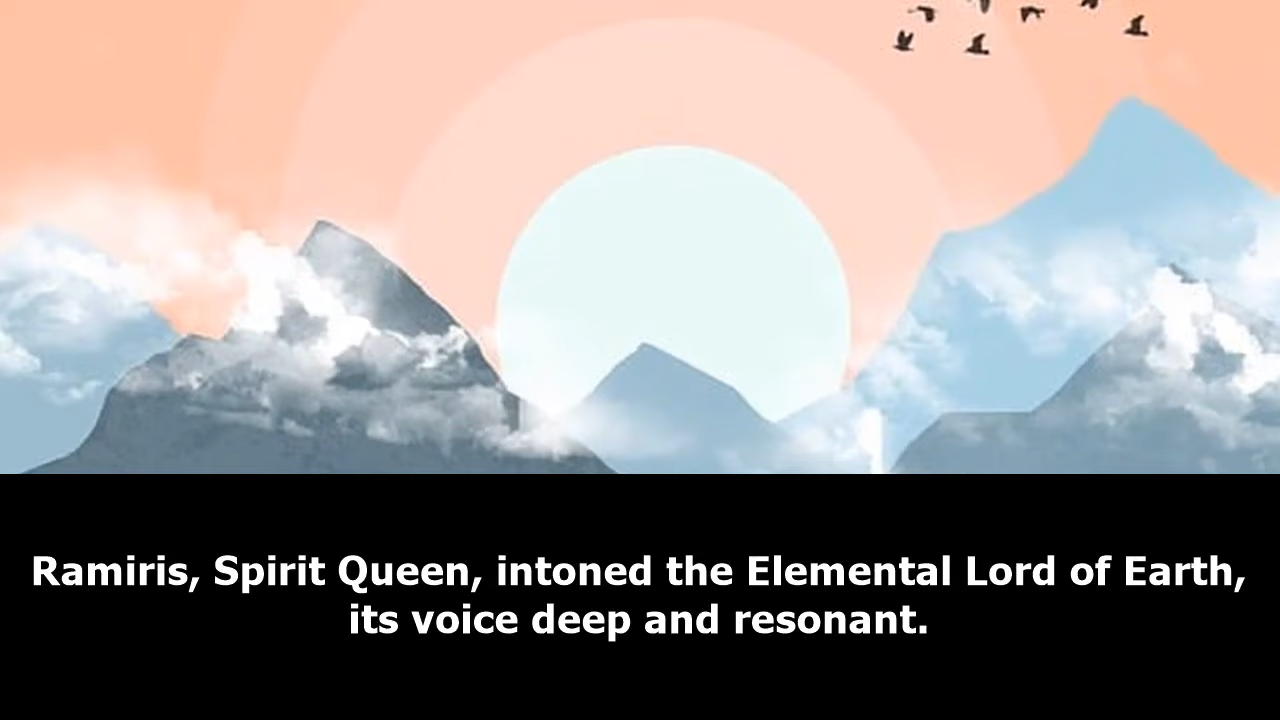 Ramiris, Spirit Queen, intoned the Elemental Lord of Earth,
its voice deep and resonant.